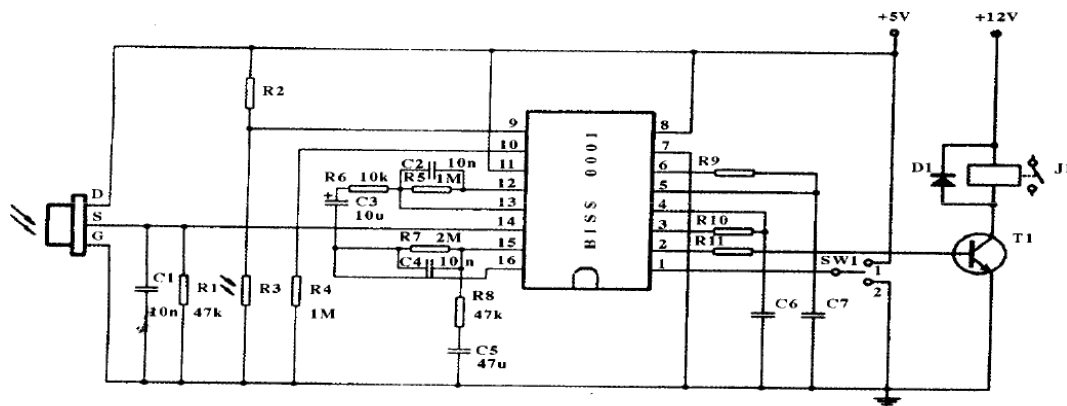 +5V
+12V
R2
9
10
11
12
13
14
15
16
BISS 0001
8
7
6
5
4
3
2
1
C2
10n
R6
10k
R5
1M
C3
10u
R7
2M
C4
10n
R8
47k
C5
47u
D
S
G
C1
10n
R1
47k
R3
R4
1M
R9
R10
R11
SW1
1
2
C6
C7
D1
J1
T1